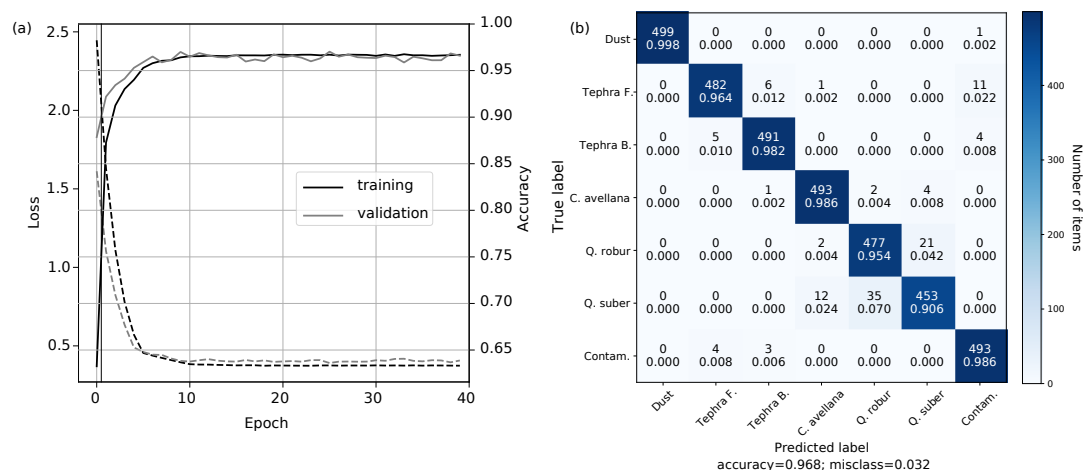 (a)
2.5
2.0
1.5
1.0
0.5
Loss
0
10
20
30
40
Epoch
1.00
0.95
0.90
0.85
0.80
0.75
0.70
0.65
Accuracy
training
validation
(b)
True label
Dust
499 0 0 0 0 0 1
0.998 0.000 0.000 0.000 0.000 0.000 0.002
Tephra F.
0 482 6 1 0 0 11
0.000 0.964 0.012 0.002 0.000 0.000 0.022
Tephra B.
0 5 491 0 0 0 4
0.000 0.010 0.982 0.000 0.000 0.000 0.008
C. avellana
0 0 1 493 2 4 0
0.000 0.000 0.002 0.986 0.004 0.008 0.000
Q. robur
0 0 0 2 477 21 0
0.000 0.000 0.000 0.004 0.954 0.042 0.000
Q. suber
0 0 0 12 35 453 0
0.000 0.000 0.000 0.024 0.070 0.906 0.000
Contam.
0 4 3 0 0 0 493
0.000 0.008 0.006 0.000 0.000 0.000 0.986
Dust
Tephra F.
Tephra B.
C. avellana
Q. robur
Q. suber
Contam.
Predicted label
accuracy=0.968; misclass=0.032
400
300
200
100
0
Number of items